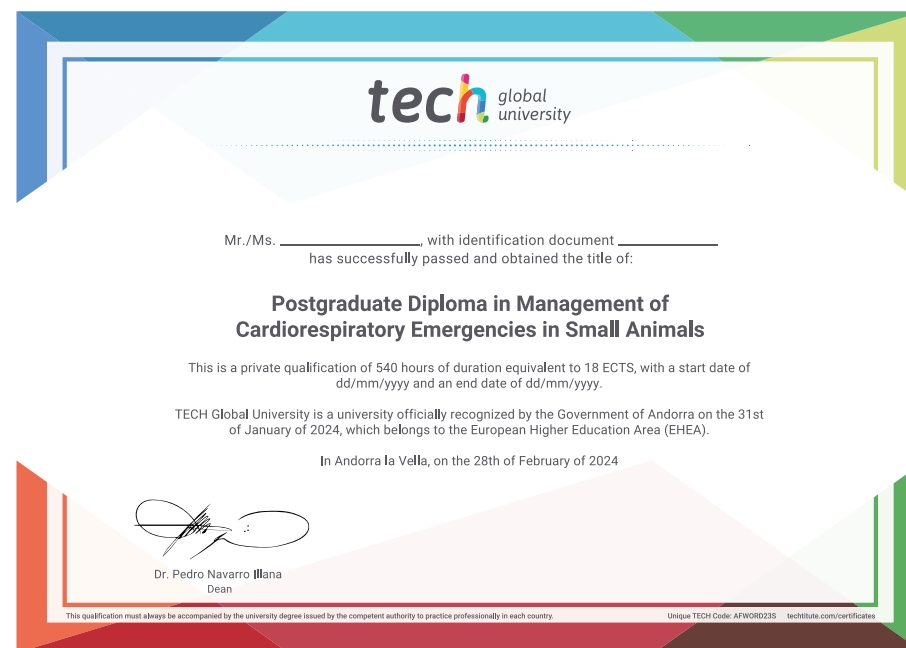 tech global university
Mr./Ms. ____________, with identification document ____________
has successfully passed and obtained the title of:
Postgraduate Diploma in Management of
Cardiorespiratory Emergencies in Small Animals
This is a private qualification of 540 hours of duration equivalent to 18 ECTS, with a start date of
dd/mm/yyyy and an end date of dd/mm/yyyy.
TECH Global University is a university officially recognized by the Government of Andorra on the 31st
of January of 2024, which belongs to the European Higher Education Area (EHEA).
In Andorra la Vella, on the 28th of February of 2024
Dr. Pedro Navarro Illana
Dean
This qualification must always be accompanied by the university degree issued by the competent authority to practice professionally in each country.
Unique TECH Code: AFWORD23S techtitute.com/certificates